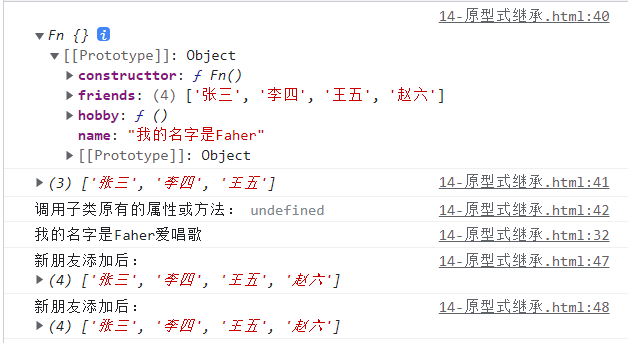 14-原型式继承.html:40
▼Fn {} i
▼[[Prototype]]: Object
▶constructtor: ƒ Fn()
▶friends: (4) ['张三', '李四', '王五', '赵六']
▶hobby: ƒ ()
name: "我的名字是Faher"
▶[[Prototype]]: Object
▶(3) ['张三', '李四', '王五'] 14-原型式继承.html:41
调用子类原有的属性或方法： undefined 14-原型式继承.html:42
我的名字是Faher爱唱歌 14-原型式继承.html:32
新朋友添加后： 14-原型式继承.html:47
▶(4) ['张三', '李四', '王五', '赵六']
新朋友添加后： 14-原型式继承.html:48
▶(4) ['张三', '李四', '王五', '赵六']